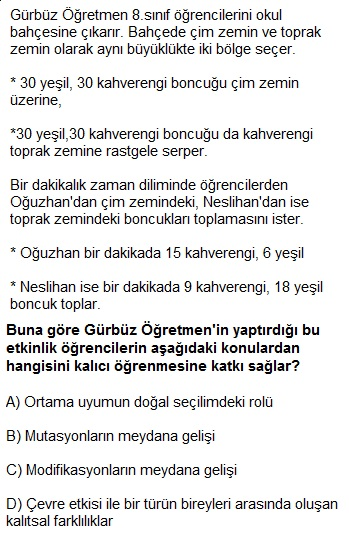 Gürbüz Öğretmen 8.sınıf öğrencilerini okul
bahçesine çıkarır. Bahçede çim zemin ve toprak
zemin olarak aynı büyüklükte iki bölge seçer.
* 30 yeşil, 30 kahverengi boncuğu çim zemin
üzerine,
*30 yeşil,30 kahverengi boncuğu da kahverengi
toprak zemine rastgele serper.
Bir dakikalık zaman diliminde öğrencilerden
Oğuzhan'dan çim zemindeki, Neslihan'dan ise
toprak zemindeki boncukları toplamasını ister.
* Oğuzhan bir dakikada 15 kahverengi, 6 yeşil
* Neslihan ise bir dakikada 9 kahverengi, 18 yeşil
boncuk toplar.
Buna göre Gürbüz Öğretmen'in yaptırdığı bu
etkinlik öğrencilerin aşağıdaki konulardan
hangisini kalıcı öğrenmesine katkı sağlar?
A) Ortama uyumun doğal seçilimdeki rolü
B) Mutasyonların meydana gelişi
C) Modifikasyonların meydana gelişi
D) Çevre etkisi ile bir türün bireyleri arasında oluşan
kalıtsal farklılıklar